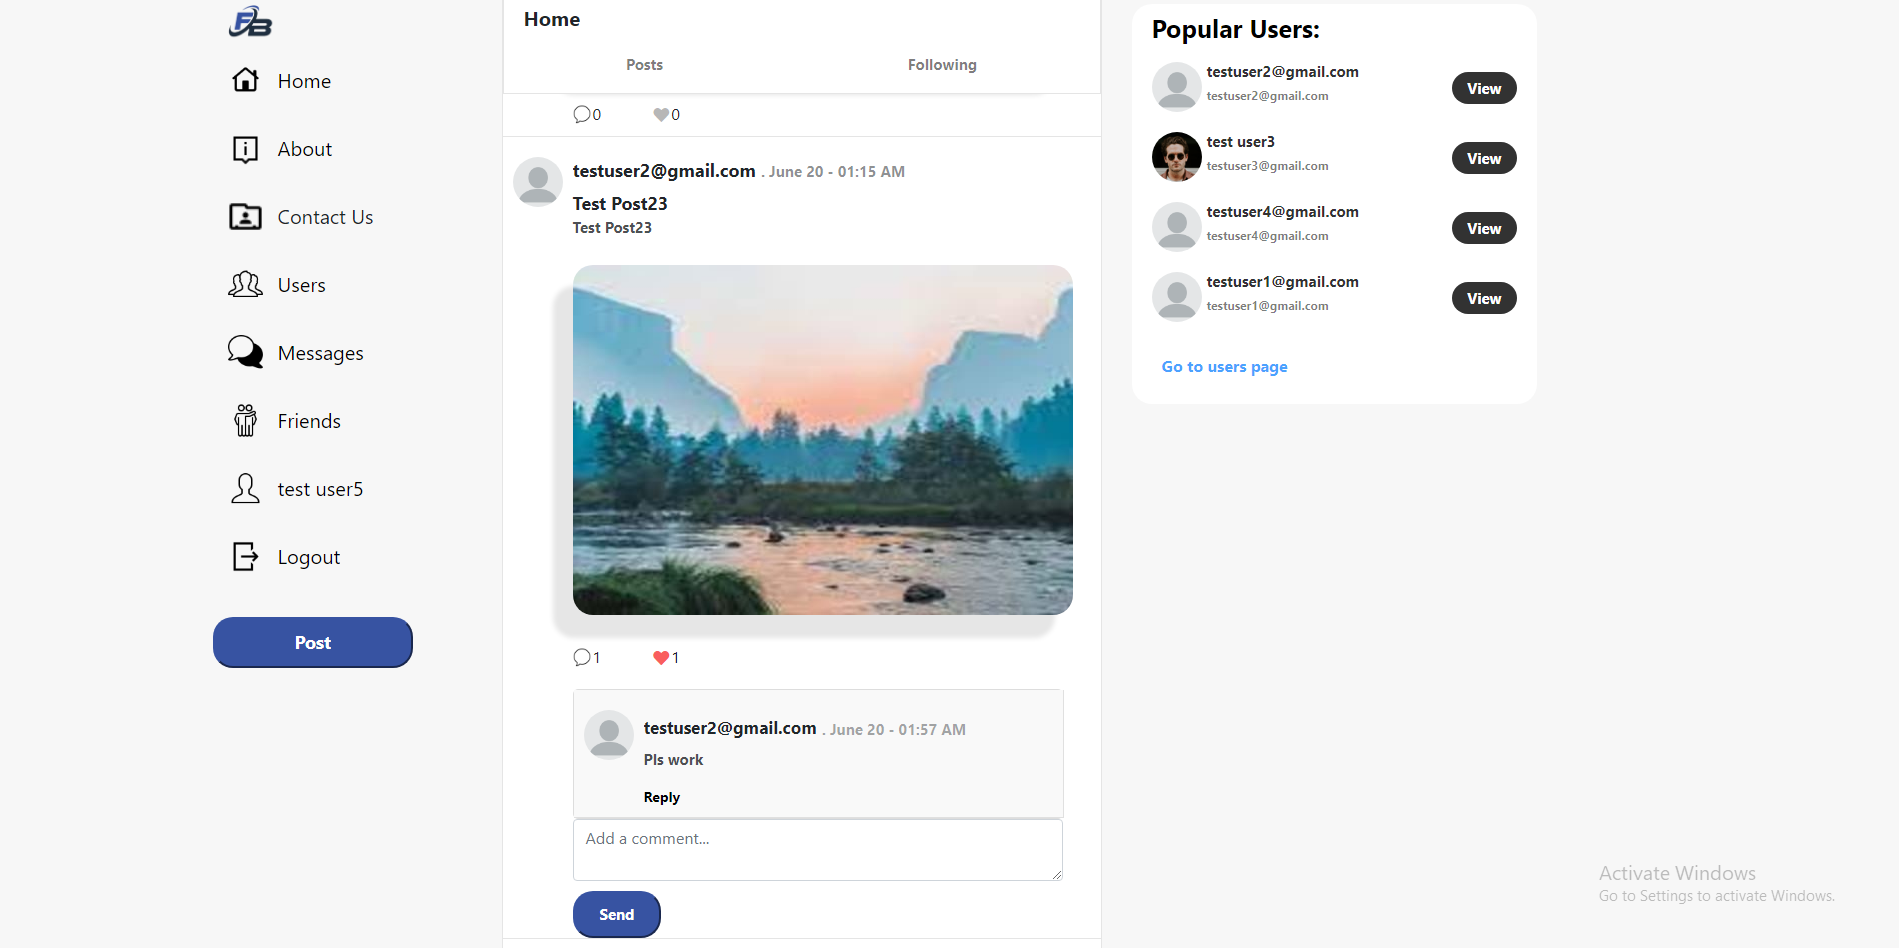 FB
Home
About
Contact Us
Users
Messages
Friends
test user5
Logout
Post
Home
Posts
Following
0
0
testuser2@gmail.com . June 20 - 01:15 AM
Test Post23
Test Post23
1
1
testuser2@gmail.com . June 20 - 01:57 AM
Pls work
Reply
Add a comment...
Send
Popular Users:
testuser2@gmail.com
testuser2@gmail.com
View
test user3
testuser3@gmail.com
View
testuser4@gmail.com
testuser4@gmail.com
View
testuser1@gmail.com
testuser1@gmail.com
View
Go to users page
Activate Windows
Go to Settings to activate Windows.